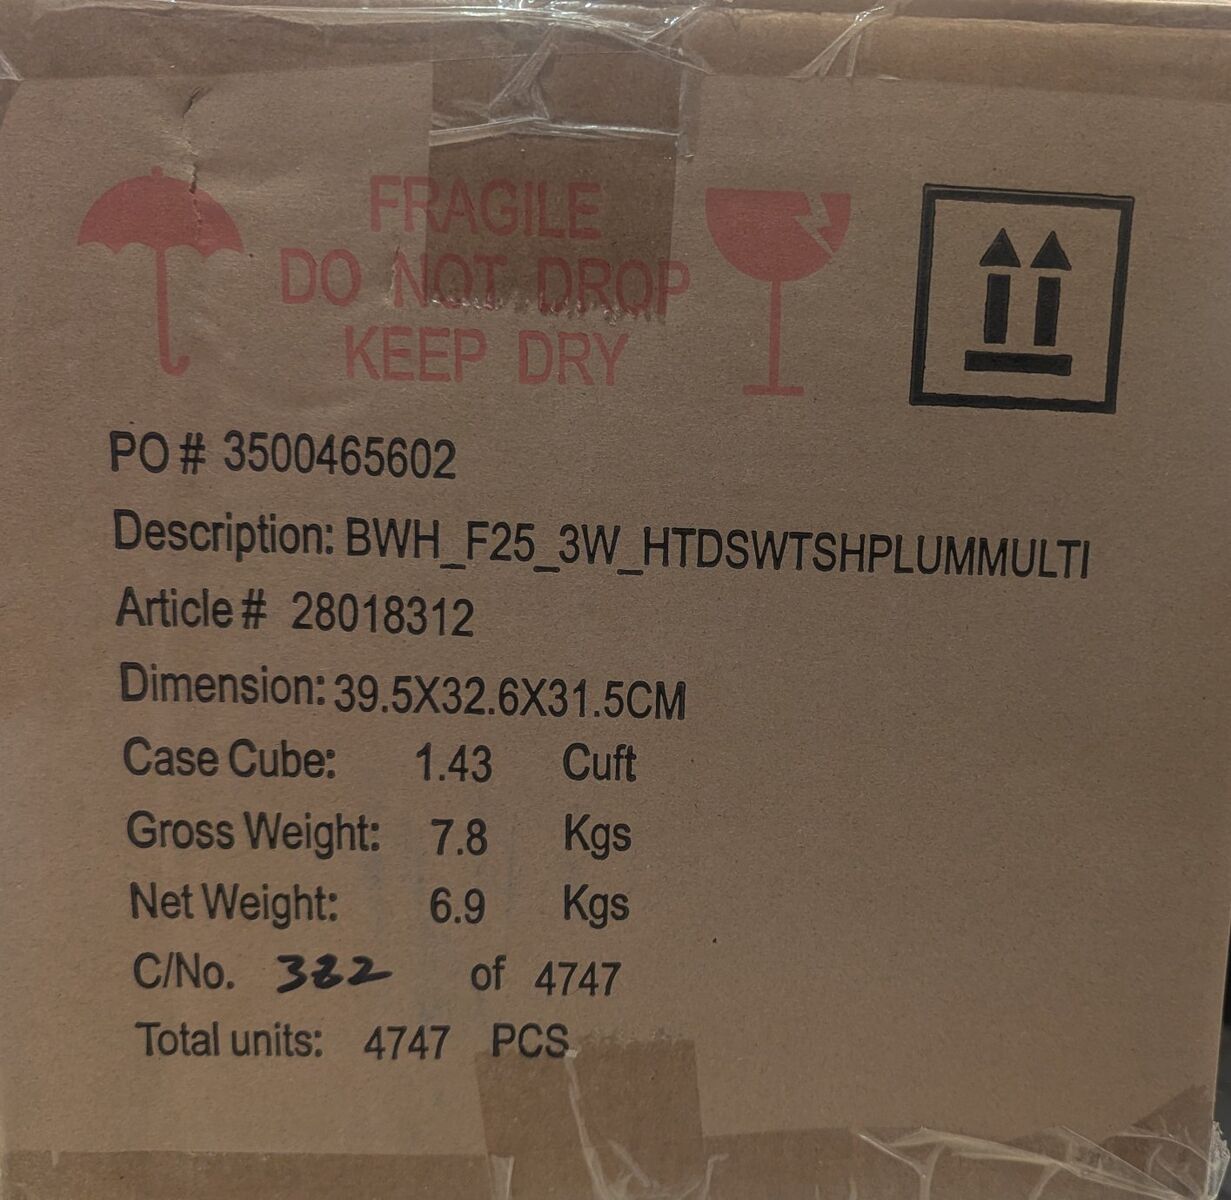 FRAGILE
DO NOT DROP
KEEP DRY
PO # 3500465602
Description: BWH_F25_3W_HTDSWTSHPLUMMULTI
Article # 28018312
Dimension: 39.5X32.6X31.5CM
Case Cube: 1.43 Cuft
Gross Weight: 7.8 Kgs
Net Weight: 6.9 Kgs
C/No. 322 of 4747
Total units: 4747 PCS